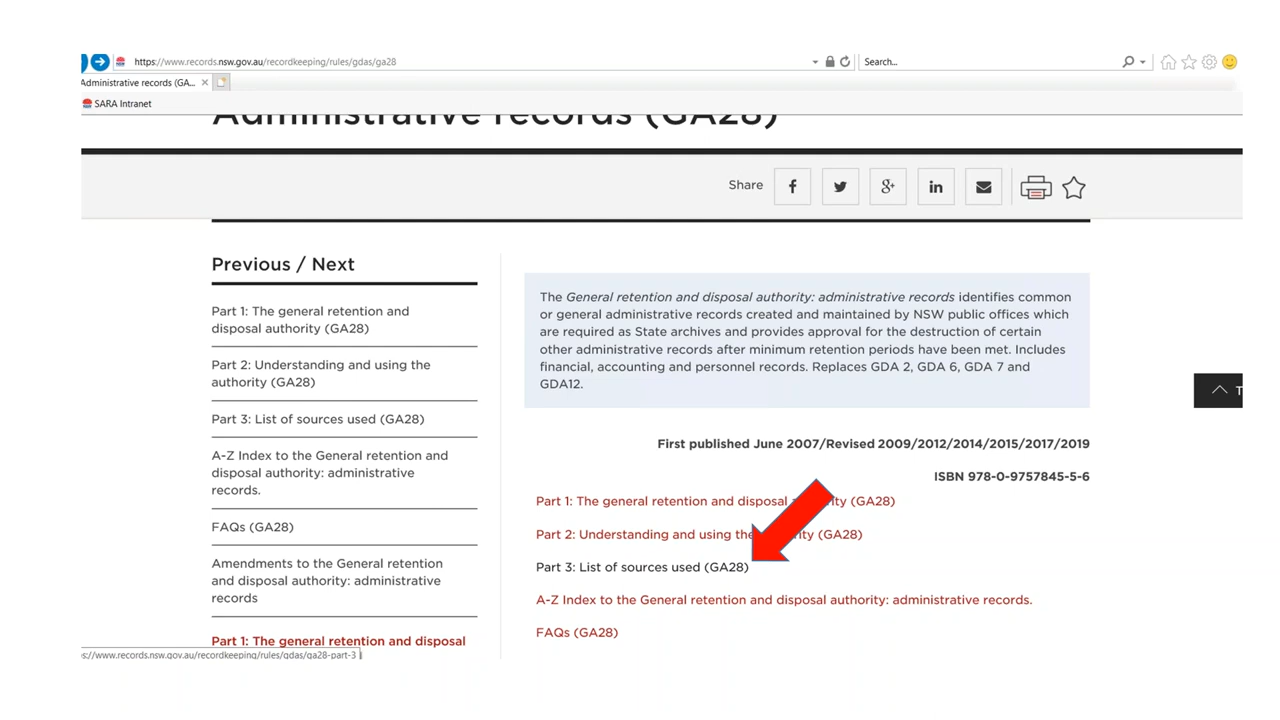 https://www.records.nsw.gov.au/recordkeeping/rules/gdas/ga28
Search...
Administrative records (GA...
SARA Intranet
Administrative records (GA28)
Share
Previous / Next
Part 1: The general retention and
disposal authority (GA28)
Part 2: Understanding and using the
authority (GA28)
Part 3: List of sources used (GA28)
A-Z Index to the General retention and
disposal authority: administrative
records.
FAQs (GA28)
Amendments to the General retention
and disposal authority: administrative
records
Part 1: The general retention and disposal
s://www.records.nsw.gov.au/recordkeeping/rules/gdas/ga28-part-3
The General retention and disposal authority: administrative records identifies common
or general administrative records created and maintained by NSW public offices which
are required as State archives and provides approval for the destruction of certain
other administrative records after minimum retention periods have been met. Includes
financial, accounting and personnel records. Replaces GDA 2, GDA 6, GDA 7 and
GDA12.
First published June 2007/Revised 2009/2012/2014/2015/2017/2019
ISBN 978-0-9757845-5-6
Part 1: The general retention and disposal authority (GA28)
Part 2: Understanding and using the authority (GA28)
Part 3: List of sources used (GA28)
A-Z Index to the General retention and disposal authority: administrative records.
FAQs (GA28)